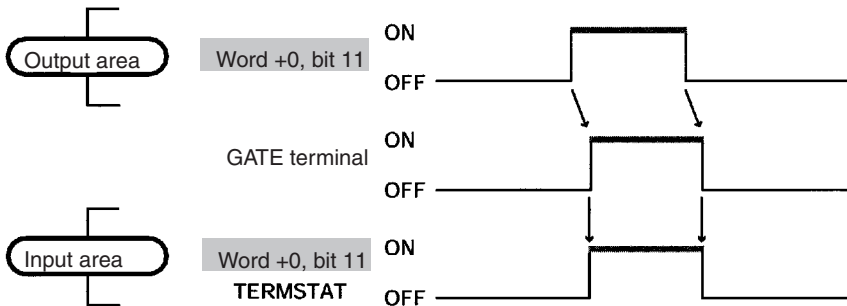 ON
Output area Word +0, bit 11
OFF
ON
GATE terminal
OFF
ON
Input area Word +0, bit 11
TERMSTAT OFF